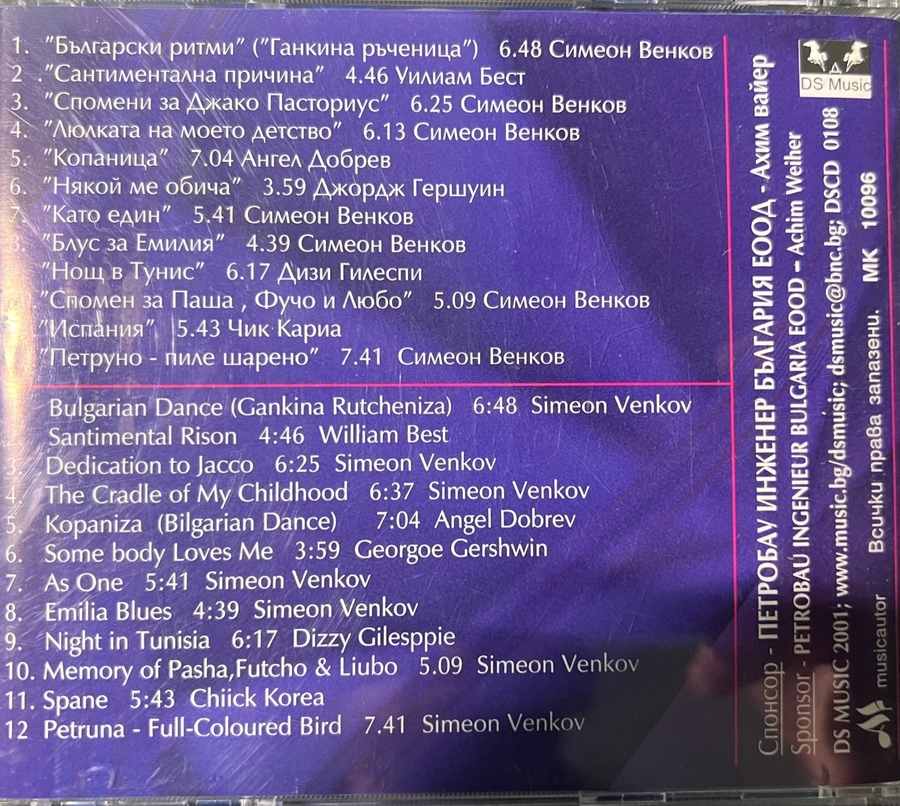 1. "Български ритми" ("Ганкина ръченица") 6.48 Симеон Венков
2 ."Сантиментална причина" 4.46 Уилиам Бест
3. "Спомени за Джако Пасториус" 6.25 Симеон Венков
4. "Люлката на моето детство" 6.13 Симеон Венков
5. "Копаница" 7.04 Ангел Добрев
6. "Някой ме обича" 3.59 Джордж Гершуин
7. "Като един" 5.41 Симеон Венков
8. "Блус за Емилия" 4.39 Симеон Венков
"Нощ в Тунис" 6.17 Дизи Гилеспи
"Спомен за Паша , Фучо и Любо" 5.09 Симеон Венков
"Испания" 5.43 Чик Кариа
"Петруно - пиле шарено" 7.41 Симеон Венков
Bulgarian Dance (Gankina Rutcheniza) 6:48 Simeon Venkov
Santimental Rison 4:46 William Best
3. Dedication to Jacco 6:25 Simeon Venkov
4. The Cradle of My Childhood 6:37 Simeon Venkov
5. Kopaniza (Bilgarian Dance) 7:04 Angel Dobrev
6. Some body Loves Me 3:59 Georgoe Gershwin
7. As One 5:41 Simeon Venkov
8. Emilia Blues 4:39 Simeon Venkov
9. Night in Tunisia 6:17 Dizzy Gilesppie
10. Memory of Pasha,Futcho & Liubo 5.09 Simeon Venkov
11. Spane 5:43 Chiick Korea
12 Petruna - Full-Coloured Bird 7.41 Simeon Venkov
DS Music
Спонсор - ПЕТРОБАУ ИНЖЕНЕР БЪЛГАРИЯ ЕООД - Ахим вайер
Sponsor - PETROBAU INGENIEUR BULGARIA EOOD – Achim Weiher
DS MUSIC 2001; www.music.bg/dsmusic; dsmusic@bnc.bg; DSCD 0108
musicautor Всички права запазени. МК 10096